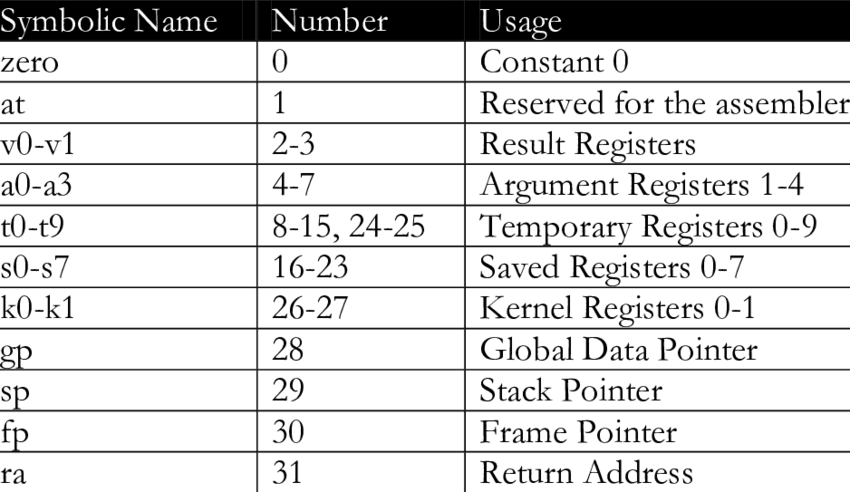 Symbolic Name Number Usage
zero 0 Constant 0
at 1 Reserved for the assembler
v0-v1 2-3 Result Registers
a0-a3 4-7 Argument Registers 1-4
t0-t9 8-15, 24-25 Temporary Registers 0-9
s0-s7 16-23 Saved Registers 0-7
k0-k1 26-27 Kernel Registers 0-1
gp 28 Global Data Pointer
sp 29 Stack Pointer
fp 30 Frame Pointer
ra 31 Return Address